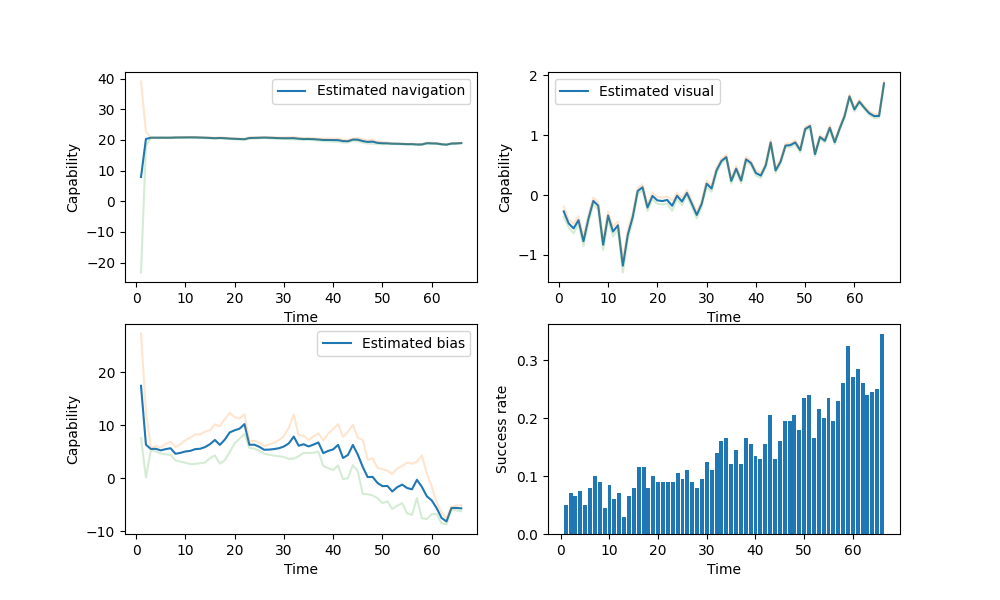 Estimated navigation
Capability
40
30
20
10
0
−10
−20
0 10 20 30 40 50 60
Time
Estimated visual
Capability
2
1
0
−1
0 10 20 30 40 50 60
Time
Estimated bias
Capability
20
10
0
−10
0 10 20 30 40 50 60
Time
Success rate
0.3
0.2
0.1
0.0
0 10 20 30 40 50 60
Time